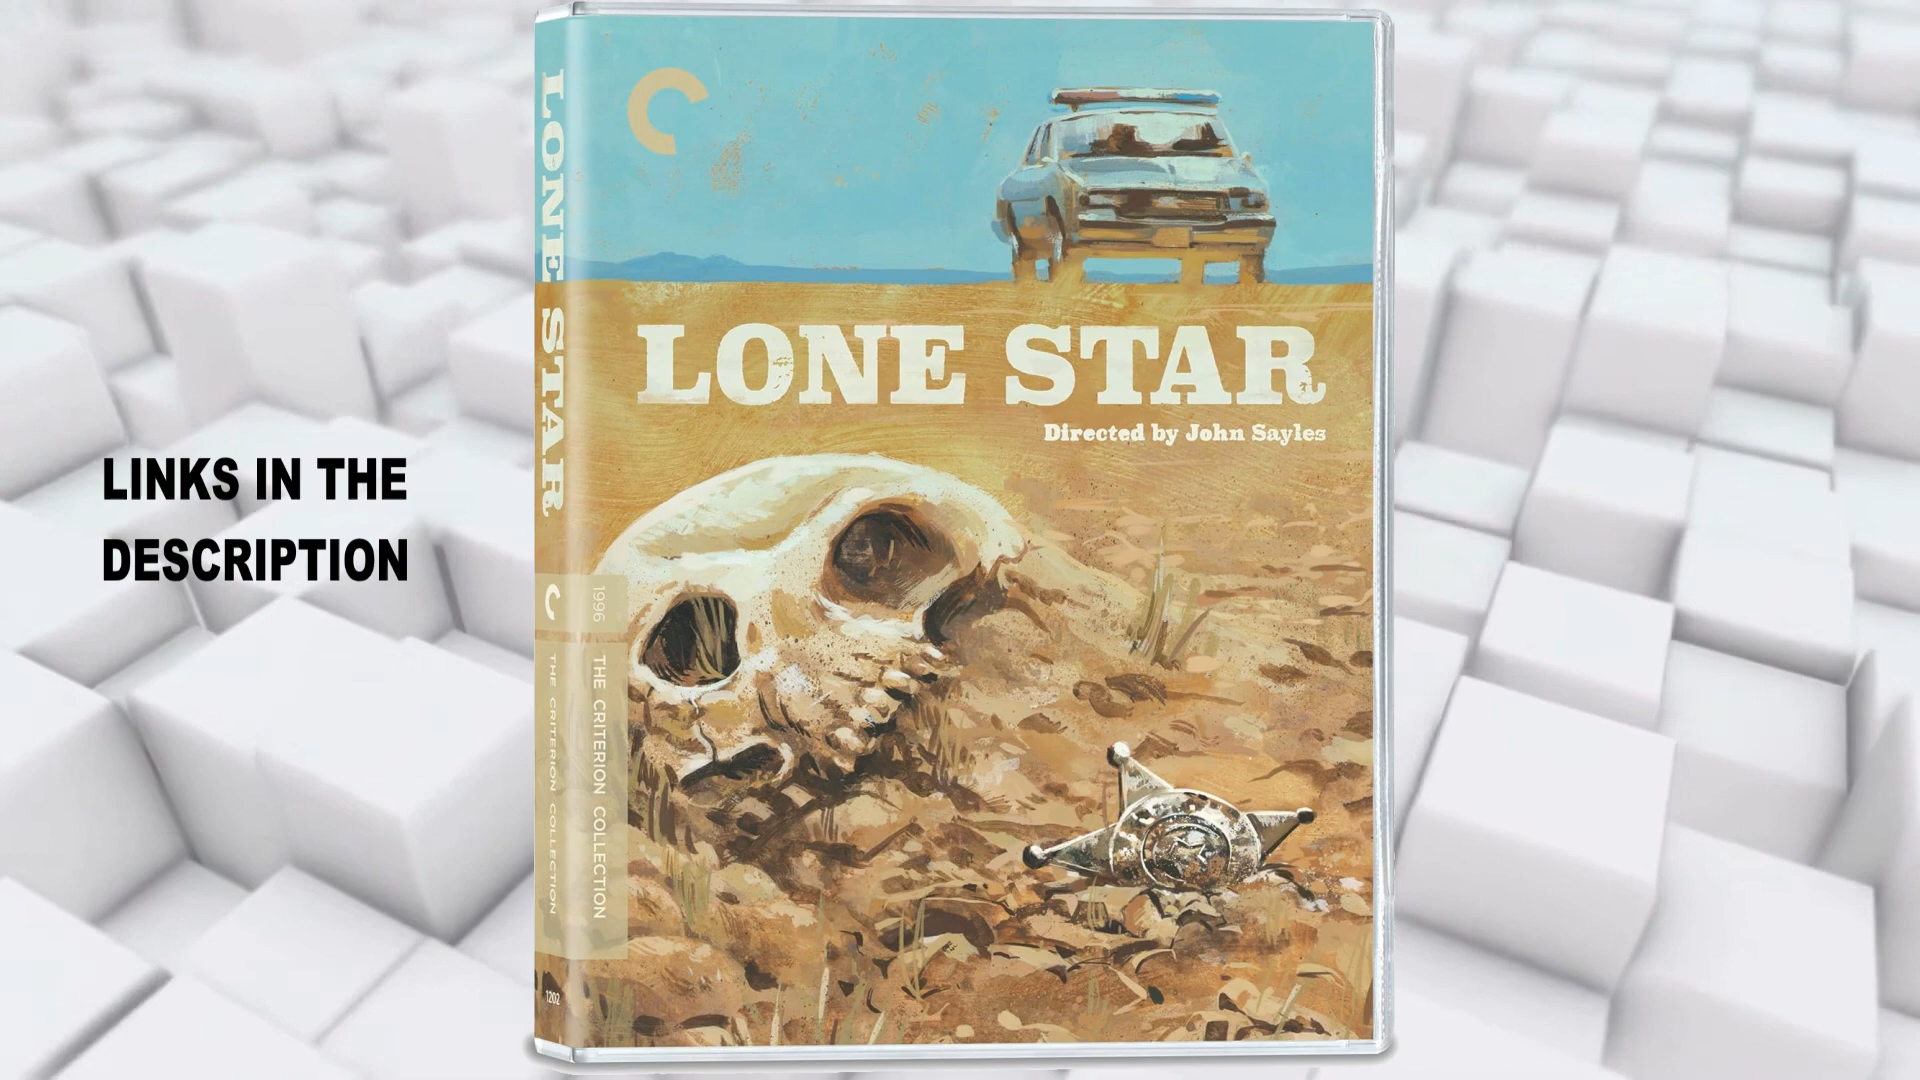 LINKS IN THE
DESCRIPTION
LONE STAR
THE CRITERION COLLECTION
1202
1996
THE CRITERION COLLECTION
LONE STAR
Directed by John Sayles